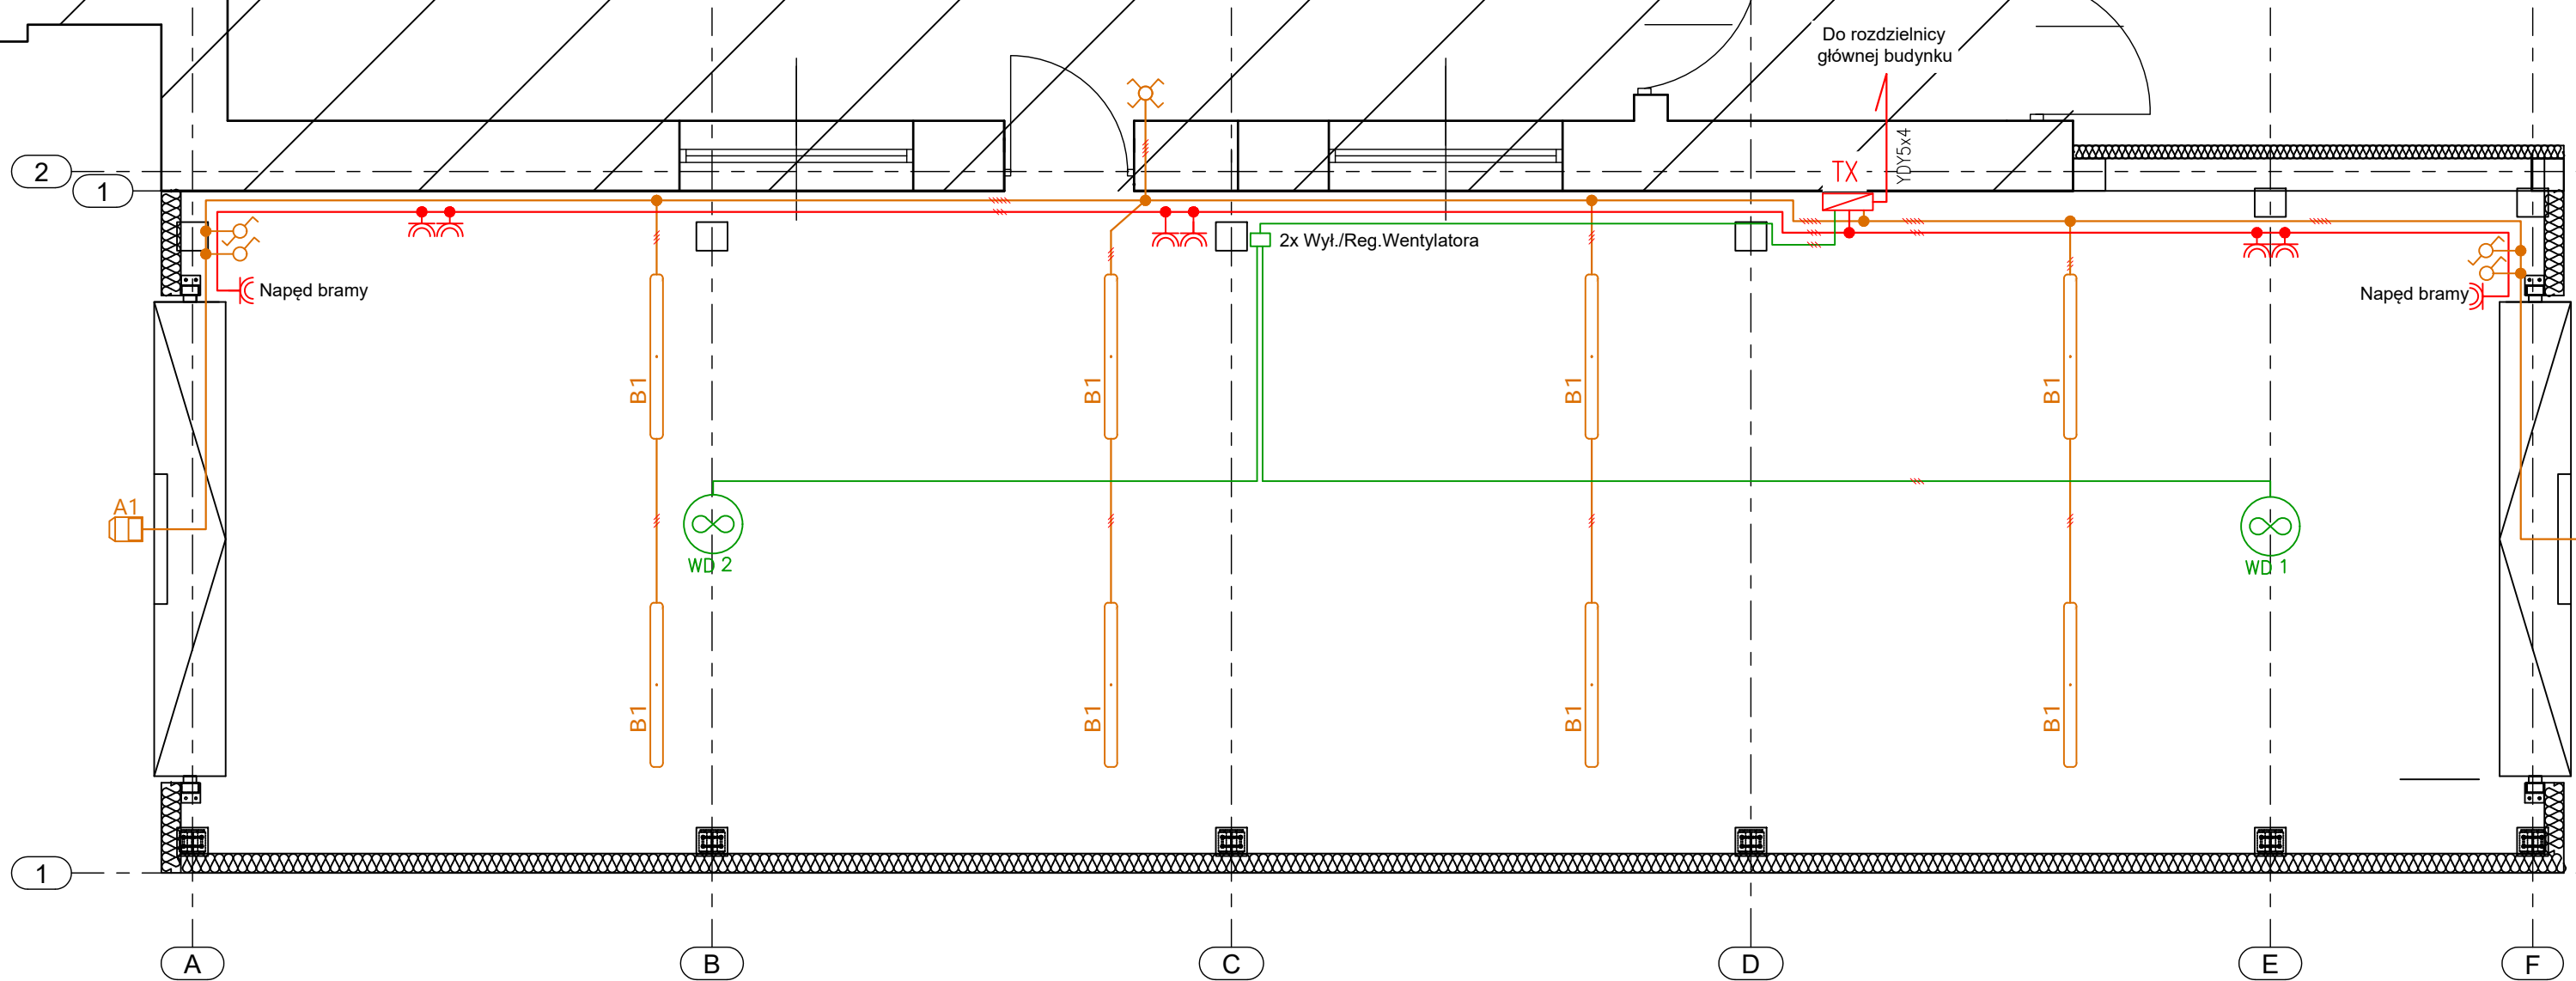 Do rozdzielnicy
głównej budynku
YDY5x4
TX
2
1
2x Wył./Reg.Wentylatora
Napęd bramy
Napęd bramy
B1
B1
B1
B1
A1
WD 2
WD 1
B1
B1
B1
B1
1
A
B
C
D
E
F